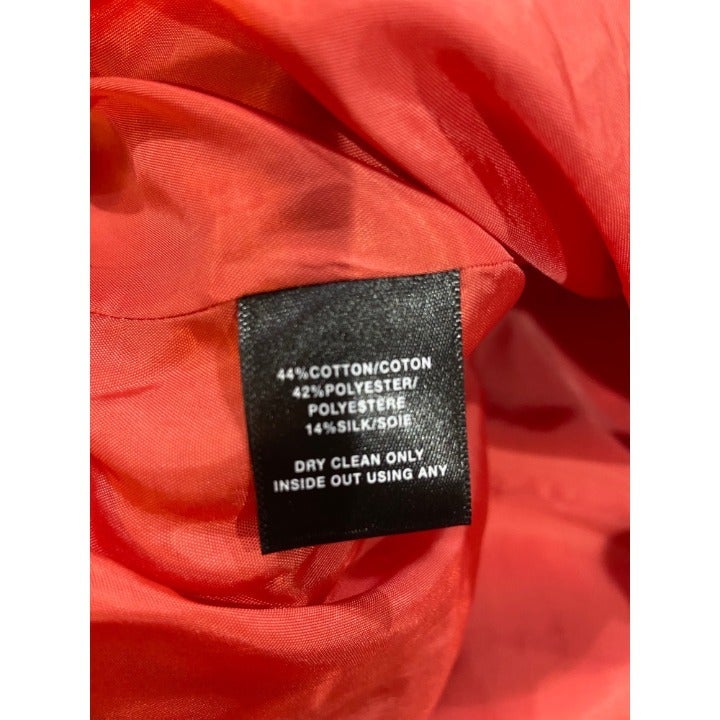 44%COTTON/COTON
42%POLYESTER/
POLYESTERE
14%SILK/SOIE
DRY CLEAN ONLY
INSIDE OUT USING ANY